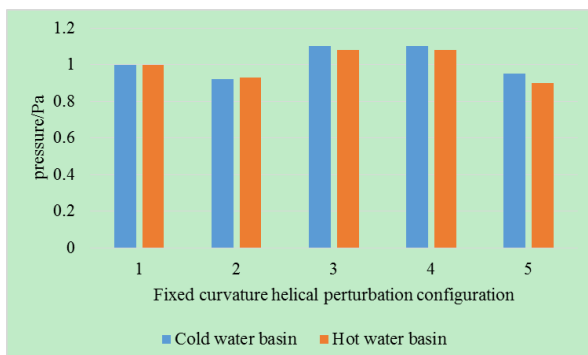 1.2
1
0.8
0.6
0.4
0.2
0
pressure/Pa
1 2 3 4 5
Fixed curvature helical perturbation configuration
Cold water basin Hot water basin